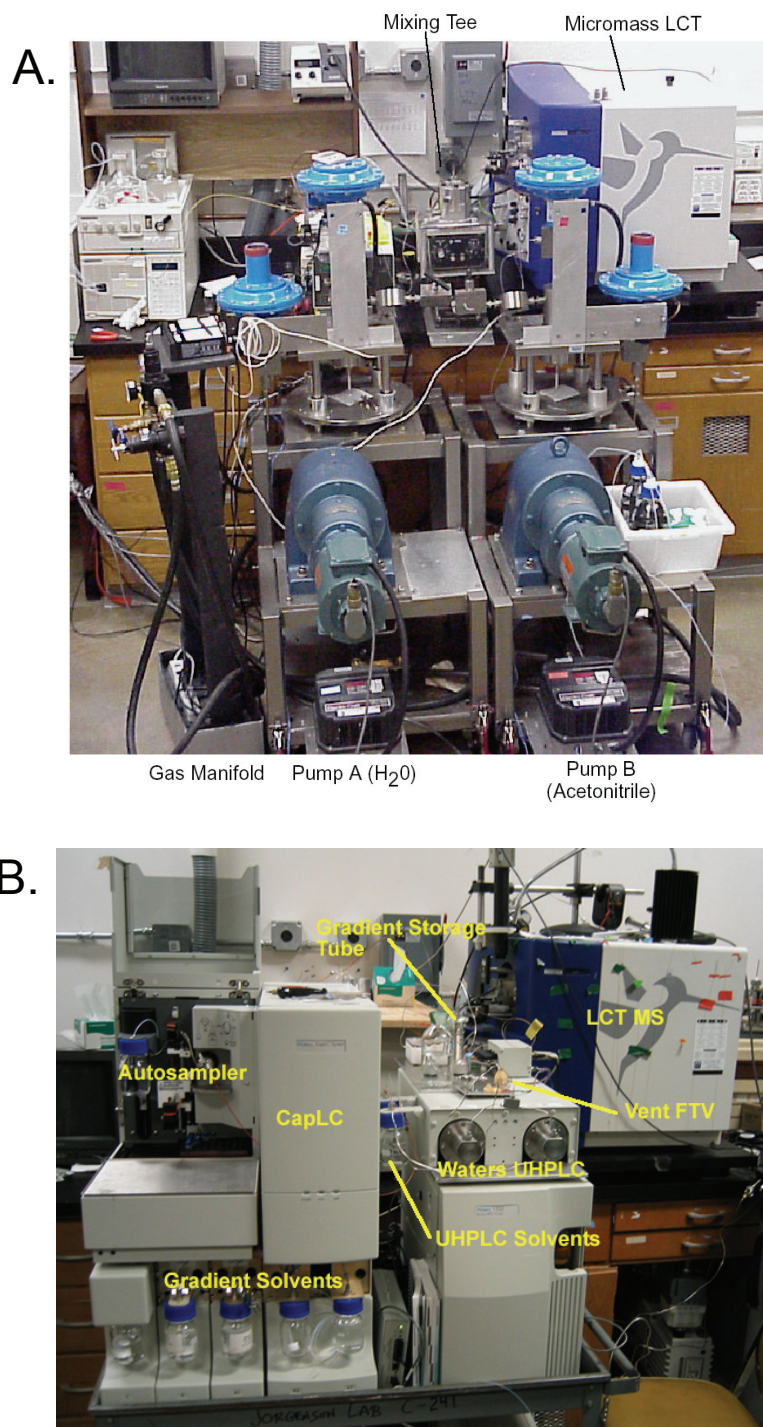 Mixing Tee
Micromass LCT
A.
Gas Manifold
Pump A (H20)
Pump B
(Acetonitrile)
B.
Gradient Storage
Tube
LCT MS
Autosampler
CapLC
Vent FTV
Waters UHPLC
UHPLC Solvents
Gradient Solvents
JORGENSON LAB C-241